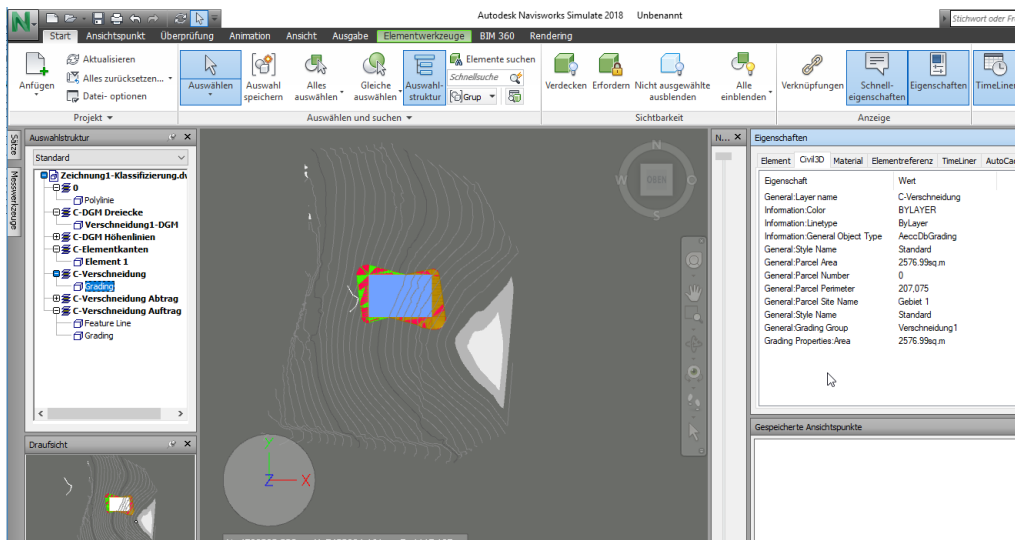 Autodesk Navisworks Simulate 2018 Unbenannt
Stichwort oder Fr
Start Ansichtspunkt Überprüfung Animation Ansicht Ausgabe Elementwerkzeuge BIM 360 Rendering
Anfügen
Aktualisieren
Alles zurücksetzen...
Datei- optionen
Auswählen
Auswahl speichern
Alles auswählen
Gleiche auswählen
Auswahl-struktur
Elemente suchen
Schnellsuche
Grup
Verdecken
Erfordern
Nicht ausgewählte ausblenden
Alle einblenden
Verknüpfungen
Schnell-eigenschaften
Eigenschaften
TimeLiner
Projekt
Auswählen und suchen
Sichtbarkeit
Anzeige
Sätze
Messwerkzeuge
Auswahlstruktur
Standard
Zeichnung1-Klassifizierung.dw
0
Polylinie
C-DGM Dreiecke
Verschneidung1-DGM
C-DGM Höhenlinien
C-Elementkanten
Element 1
C-Verschneidung
Grading
C-Verschneidung Abtrag
C-Verschneidung Auftrag
Feature Line
Grading
Draufsicht
N
W
OBEN
O
S
Y
Z
X
N...
Eigenschaften
Element Civil3D Material Elementreferenz TimeLiner AutoCad
Eigenschaft Wert
General:Layer name C-Verschneidung
Infomation:Color BYLAYER
Infomation:Linetype ByLayer
Infomation:General Object Type AeccDbGrading
General:Style Name Standard
General:Parcel Area 2576.99sq.m
General:Parcel Number 0
General:Parcel Perimeter 207,075
General:Parcel Site Name Gebiet 1
General:Style Name Standard
General:Grading Group Verschneidung1
Grading Properties:Area 2576.99sq.m
Gespeicherte Ansichtspunkte